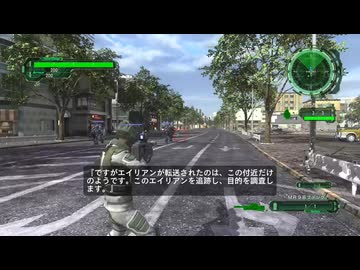 『ですがエイリアンが転送されたのは、この付近だけ
のようです。このエイリアンを追跡し、目的を調査し
ます。』